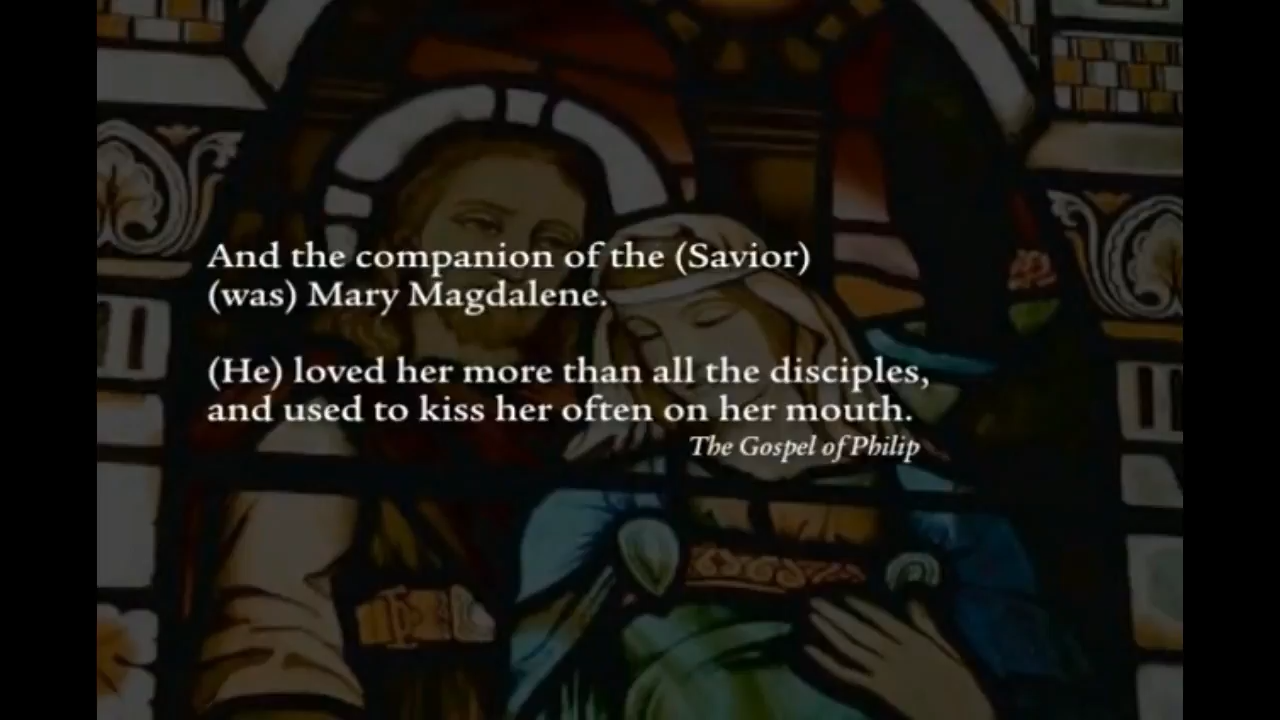 And the companion of the (Savior)
(was) Mary Magdalene.
(He) loved her more than all the disciples,
and used to kiss her often on her mouth.
The Gospel of Philip